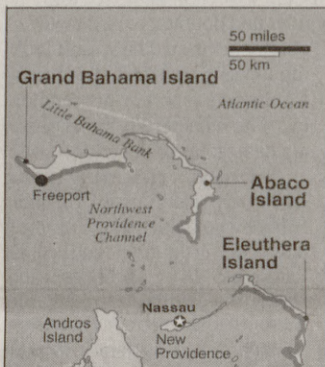 50 miles
50 km
Grand Bahama Island
Atlantic Ocean
Little Bahama Bank
Freeport
Abaco
Island
Northwest
Providence
Channel
Eleuthera
Island
Nassau
Andros
Island
New
Providence